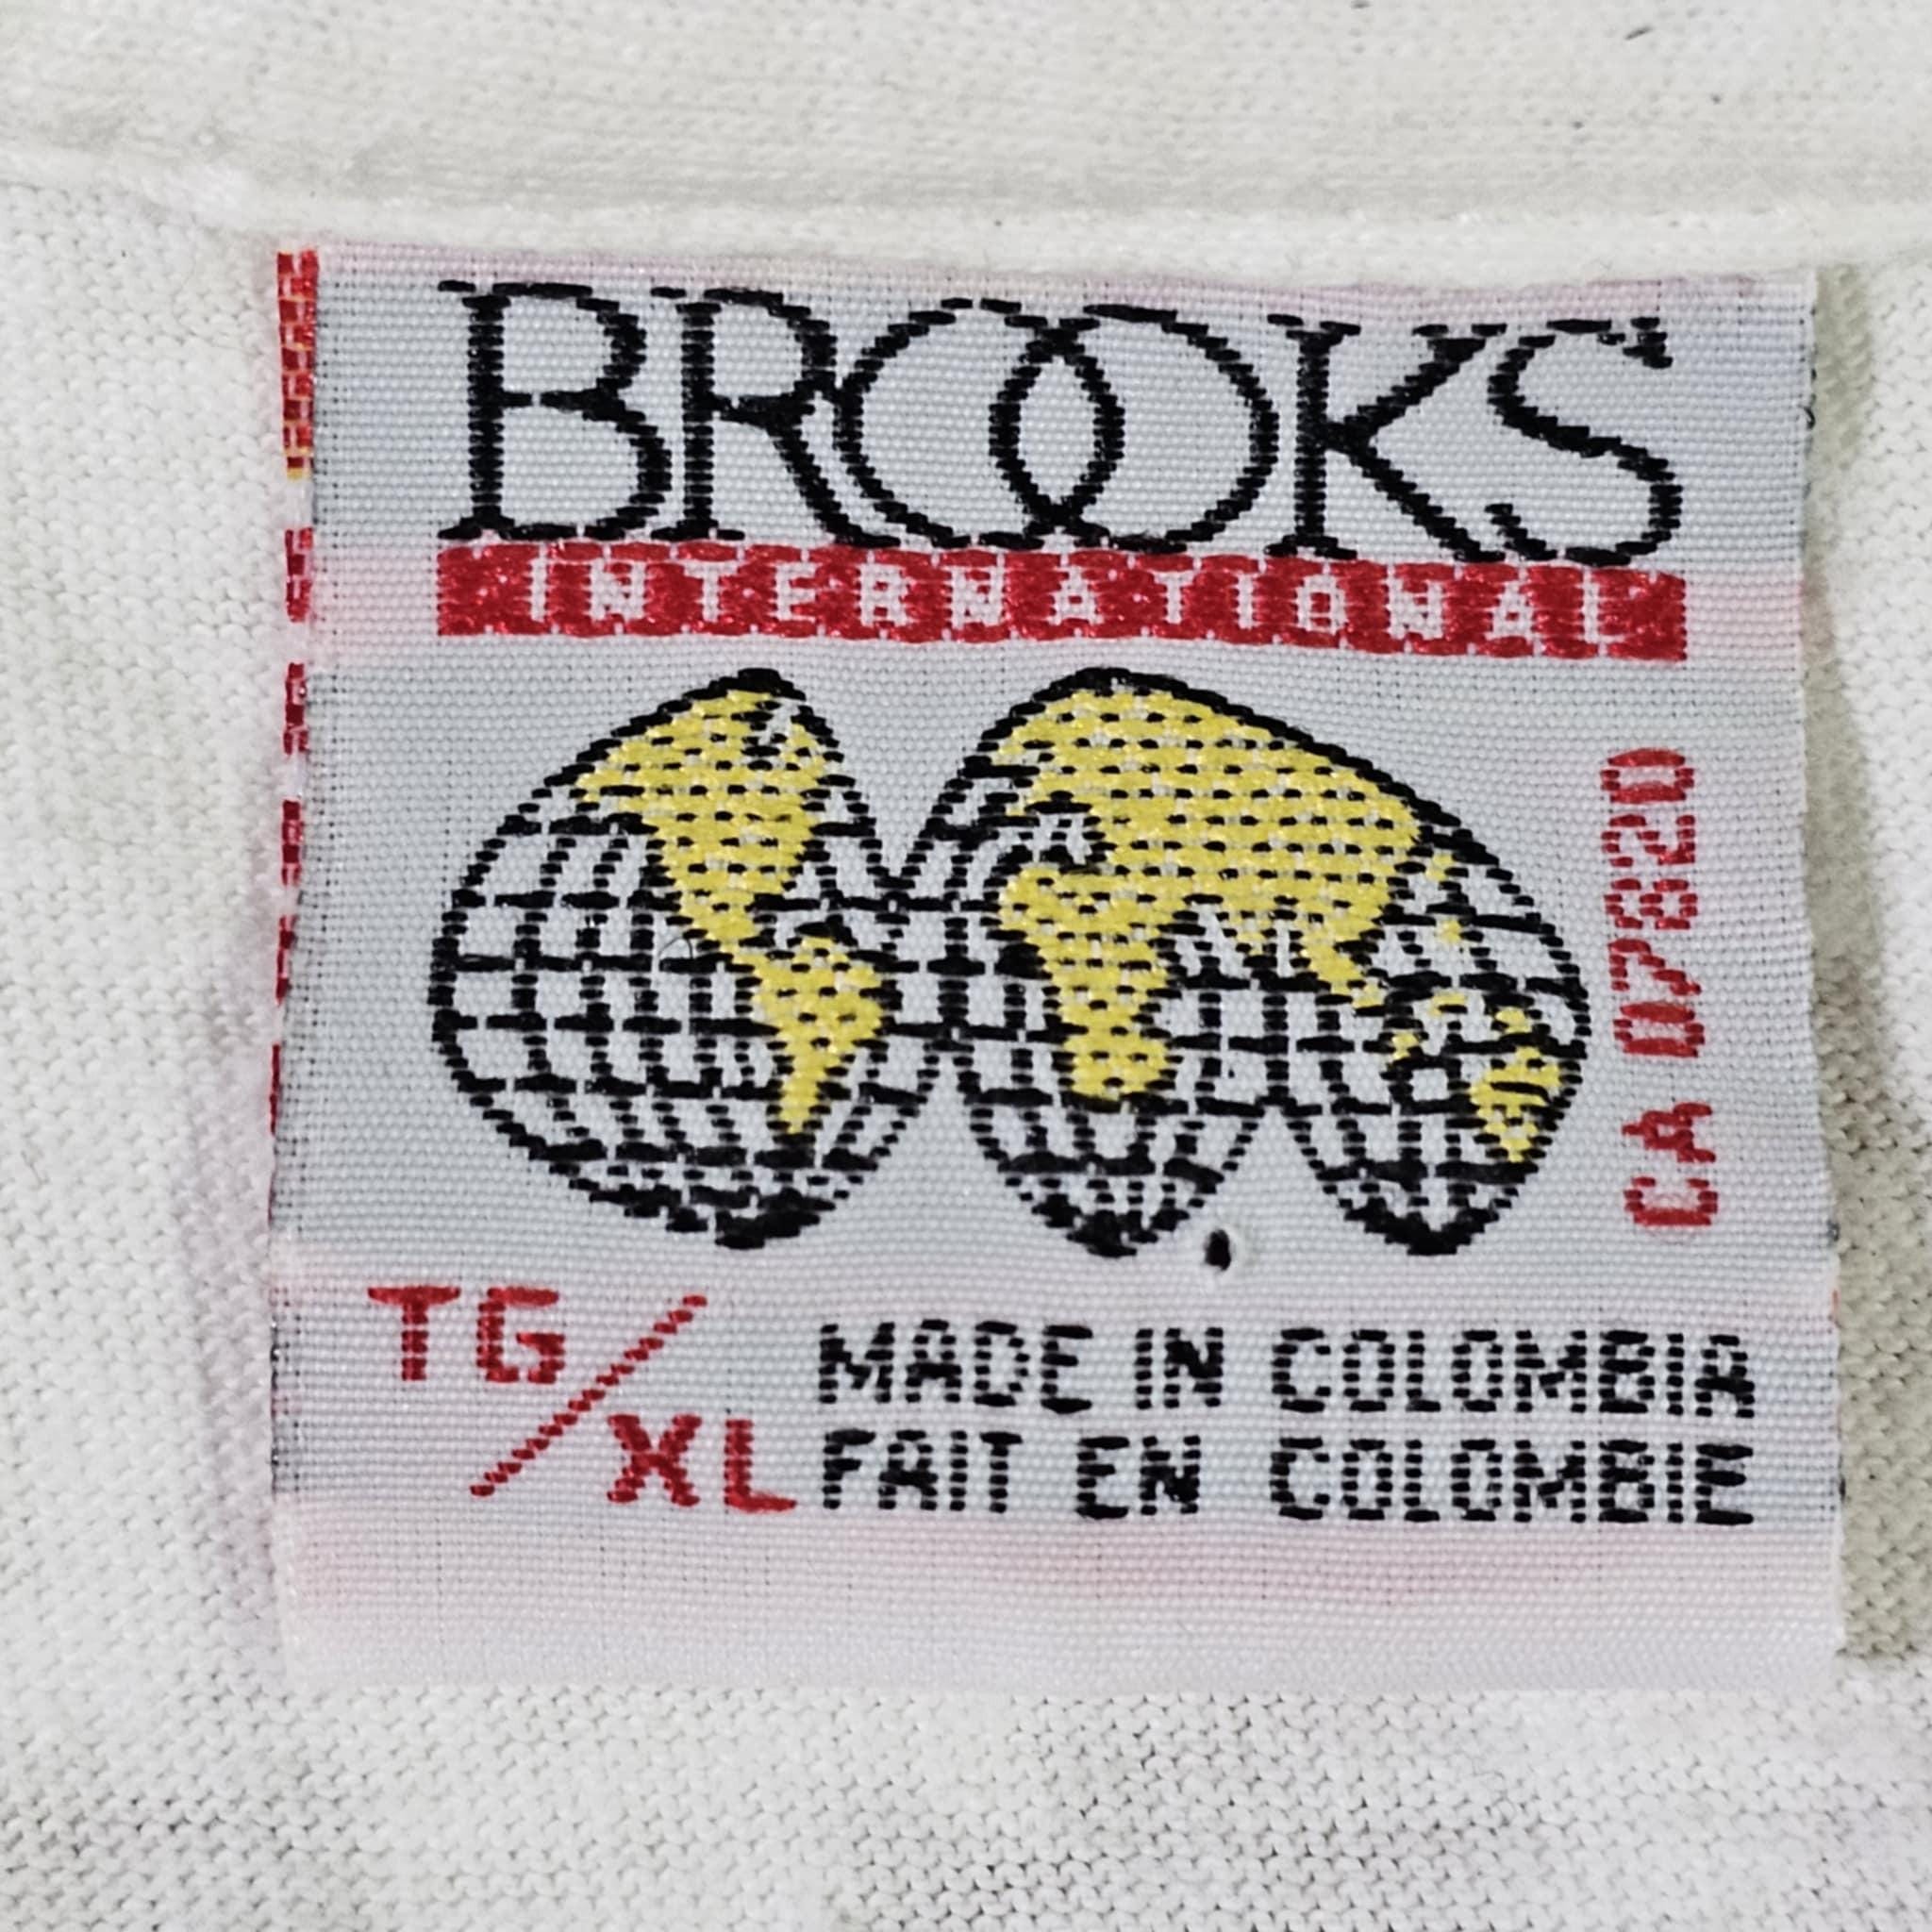 BROOKS
INTERNATIONAL
CA 07820
TG/XL
MADE IN COLOMBIA
FAIT EN COLOMBIE